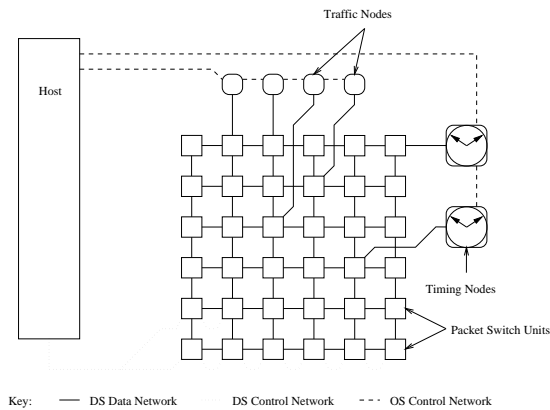 Traffic Nodes
Host
Timing Nodes
Packet Switch Units
Key:
DS Data Network
DS Control Network
OS Control Network